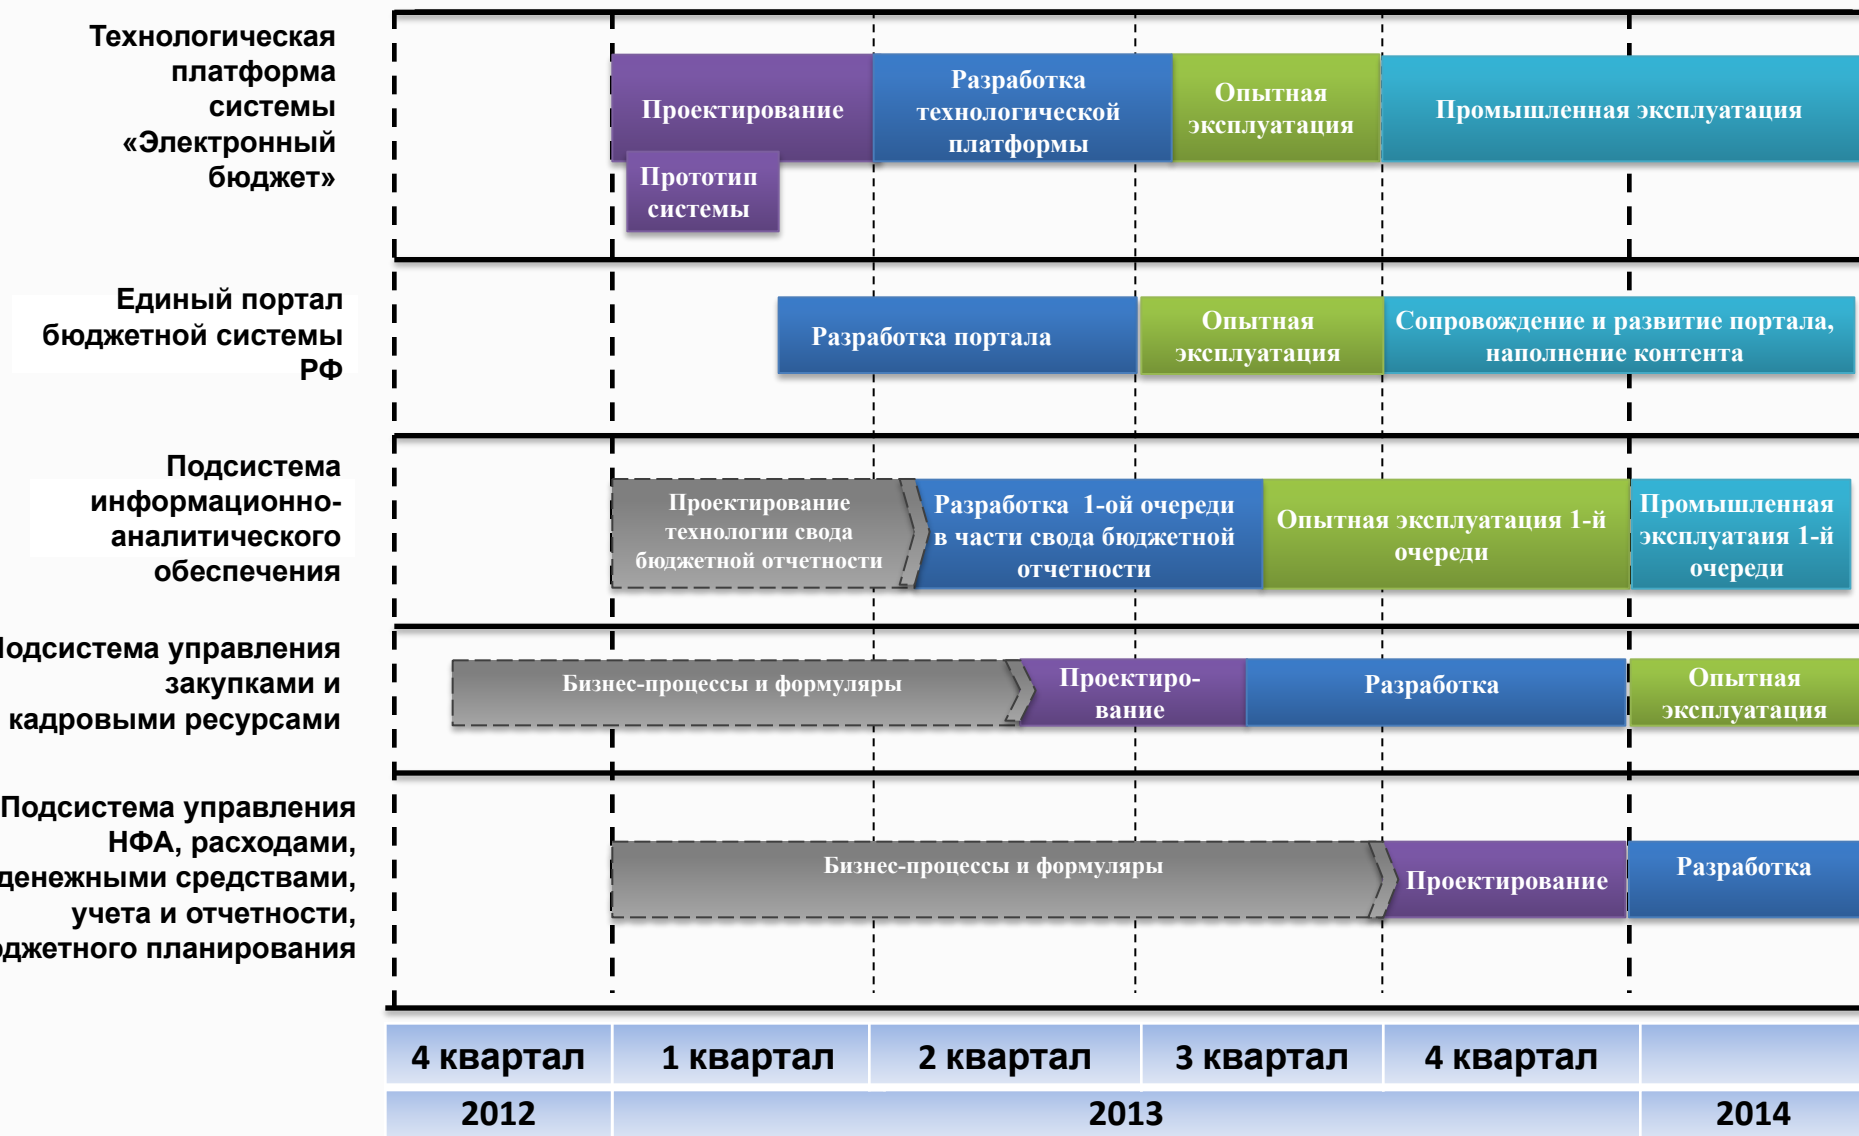 Технологическая
платформа
системы
«Электронный
бюджет»
Проектирование
Прототип
системы
Разработка
технологической
платформы
Опытная
эксплуатация
Промышленная эксплуатация
Единый портал
бюджетной системы
РФ
Разработка портала
Опытная
эксплуатация
Сопровождение и развитие портала,
наполнение контента
Подсистема
информационно-
аналитического
обеспечения
Проектирование
технологии свода
бюджетной отчетности
Разработка 1-ой очереди
в части свода бюджетной
отчетности
Опытная эксплуатация 1-й
очереди
Промышленная
эксплуатаия 1-й
очереди
управления
закупками и
кадровыми ресурсами
Бизнес-процессы и формуляры
Проектиро-
вание
Разработка
Опытная
эксплуатация
Подсистема управления
НФА, расходами,
денежными средствами,
учета и отчетности,
планирования
Бизнес-процессы и формуляры
Проектирование
Разработка
4 квартал 1 квартал 2 квартал 3 квартал 4 квартал
2012 2013 2014